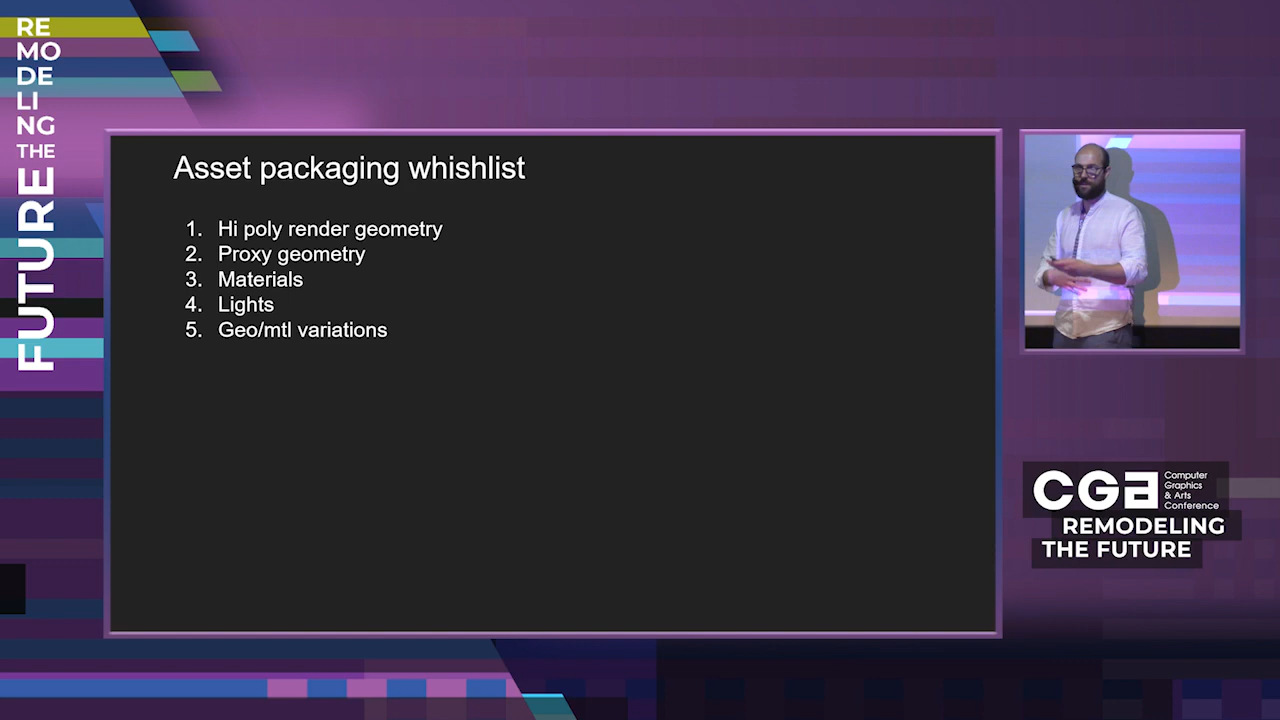 RE
MO
DE
LI
NG
THE
FUTURE
Asset packaging whishlist
1. Hi poly render geometry
2. Proxy geometry
3. Materials
4. Lights
5. Geo/mtl variations
CGA
Computer
Graphics
& Arts
Conference
REMODELING
THE FUTURE